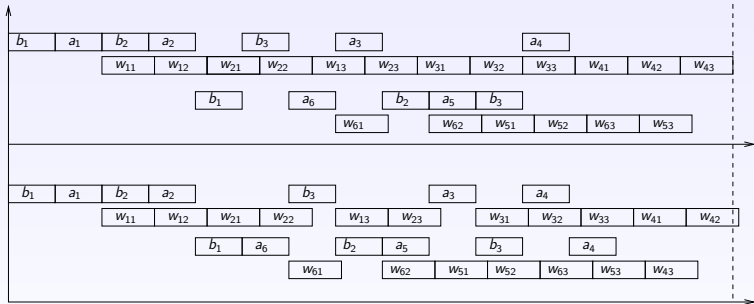 b1 a1 b2 a2 b3 a3 a4
w11 w12 w21 w22 w13 w23 w31 w32 w33 w41 w42 w43
b1 a6 b2 a5 b3
w61 w62 w51 w52 w63 w53
b1 a1 b2 a2 b3 a3 a4
w11 w12 w21 w22 w13 w23 w31 w32 w33 w41 w42
b1 a6 b2 a5 b3 a4
w61 w62 w51 w52 w63 w53 w43